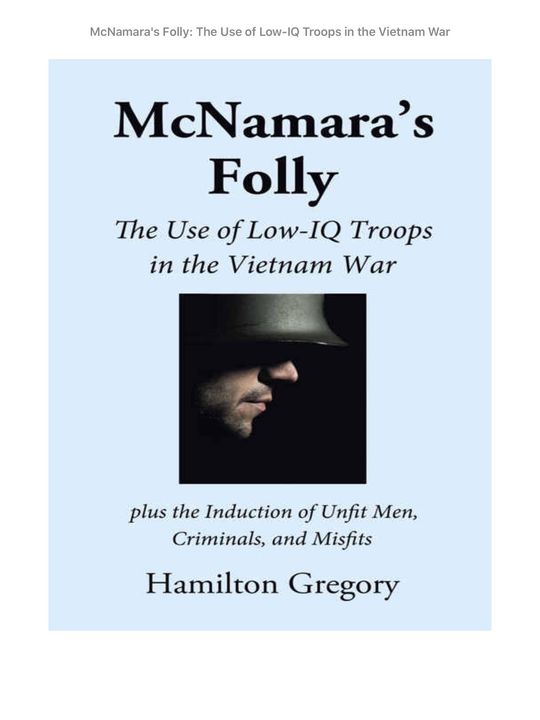 McNamara's Folly: The Use of Low-IQ Troops in the Vietnam War
McNamara’s
Folly
The Use of Low-IQ Troops
in the Vietnam War
plus the Induction of Unfit Men,
Criminals, and Misfits
Hamilton Gregory